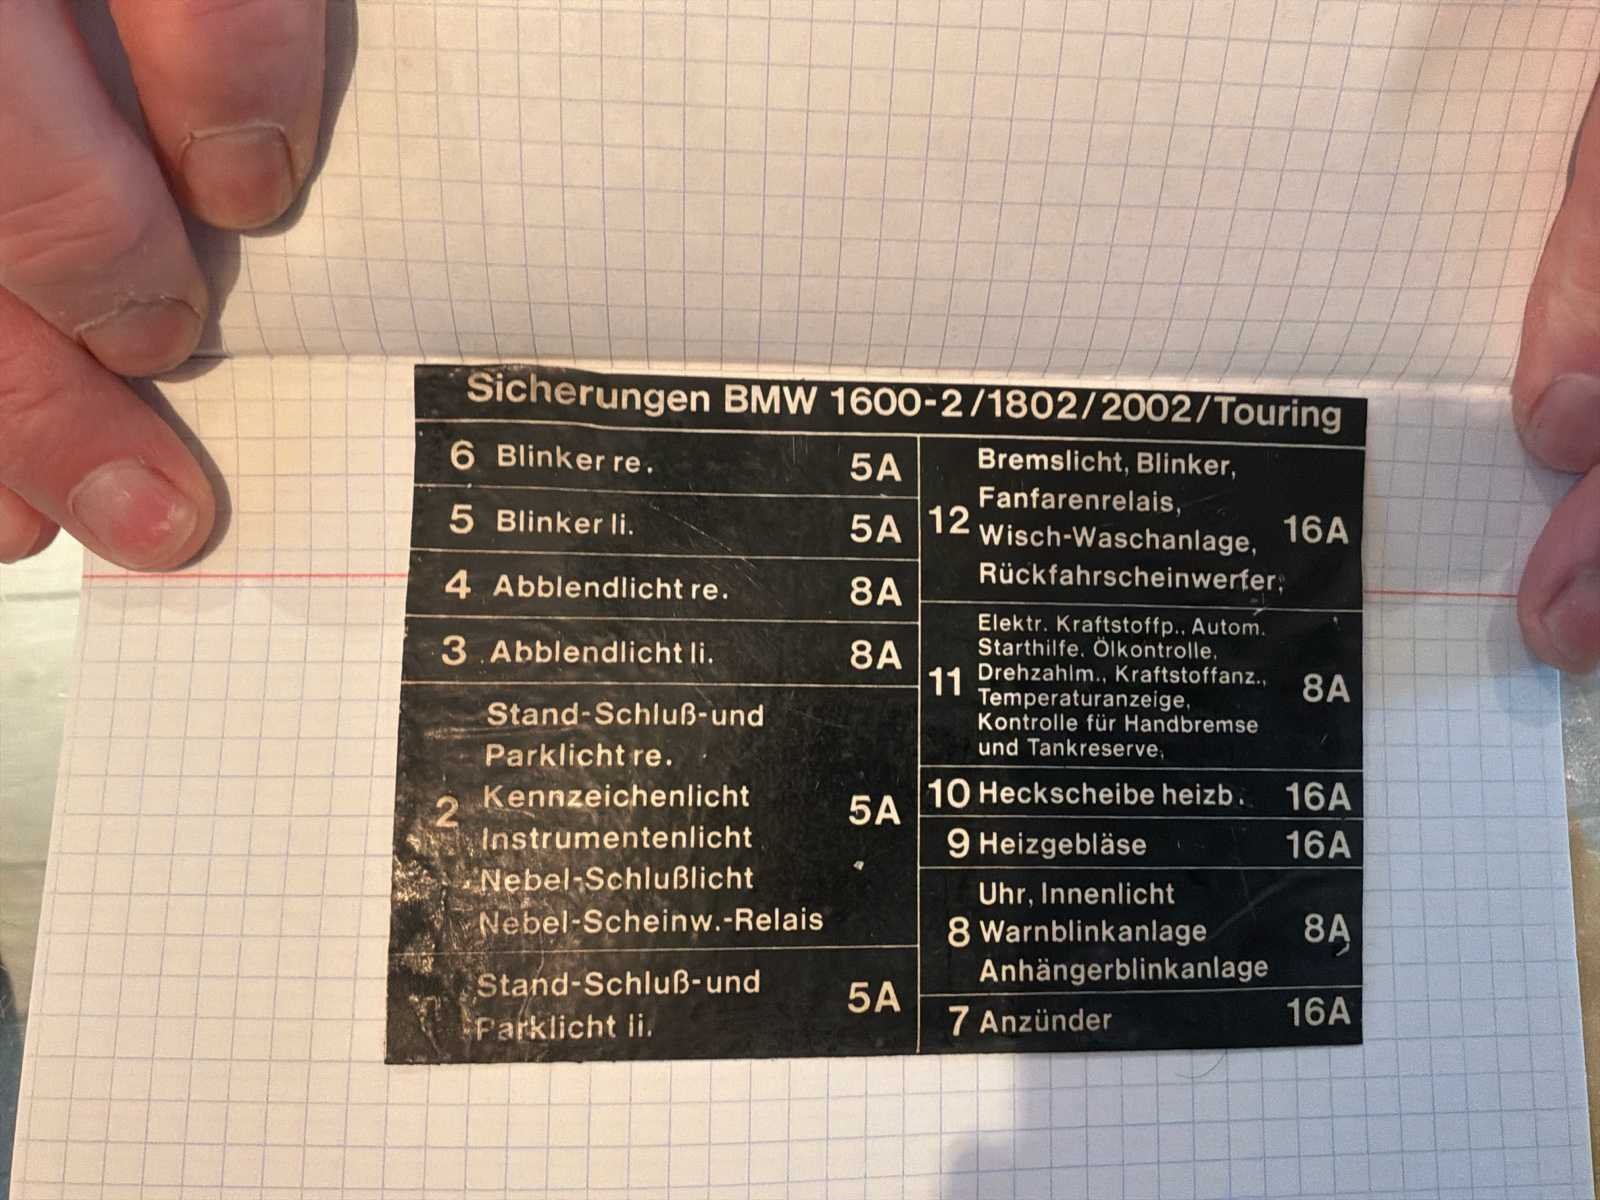 Sicherungen BMW 1600-2/1802/2002/Touring
6 Blinker re. 5A
5 Blinker li. 5A
4 Abblendlicht re. 8A
3 Abblendlicht li. 8A
Stand-Schluß-und
Parklicht re.
Kennzeichenlicht
2 5A
Instrumentenlicht
Nebel-Schlußlicht
Nebel-Scheinw.-Relais
Stand-Schluß-und
5A
Parklicht li.
Bremslicht, Blinker,
Fanfarenrelais,
12 16A
Wisch-Waschanlage,
Rückfahrscheinwerfer,
Elektr. Kraftstoffp., Autom.
Starthilfe, Ölkontrolle,
11 Drehzahlm., Kraftstoffanz., 8A
Temperaturanzeige,
Kontrolle für Handbremse
und Tankreserve,
10 Heckscheibe heizb. 16A
9 Heizgebläse 16A
Uhr, Innenlicht
8 Warnblinkanlage 8A
Anhängerblinkanlage
7 Anzünder 16A